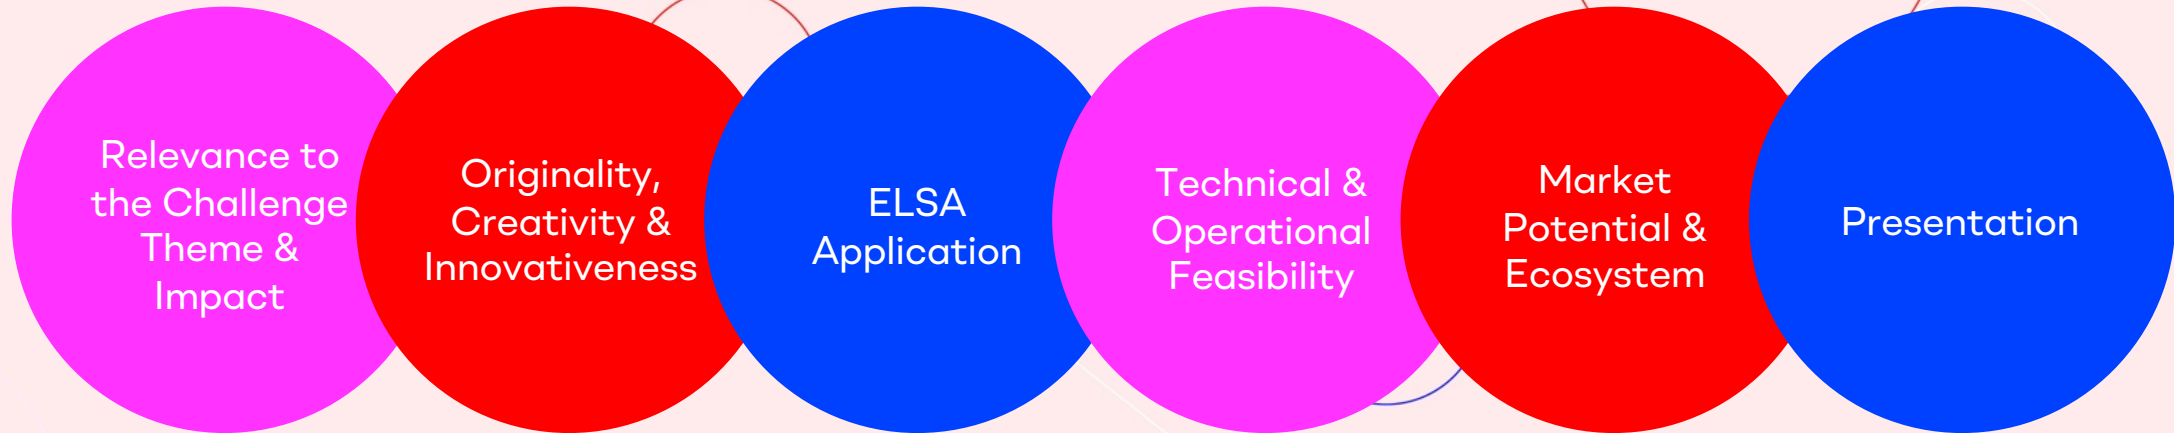 Relevance to
the Challenge
Theme &
Impact
Originality,
Creativity &
Innovativeness
ELSA
Application
Technical &
Operational
Feasibility
Market
Potential &
Ecosystem
Presentation